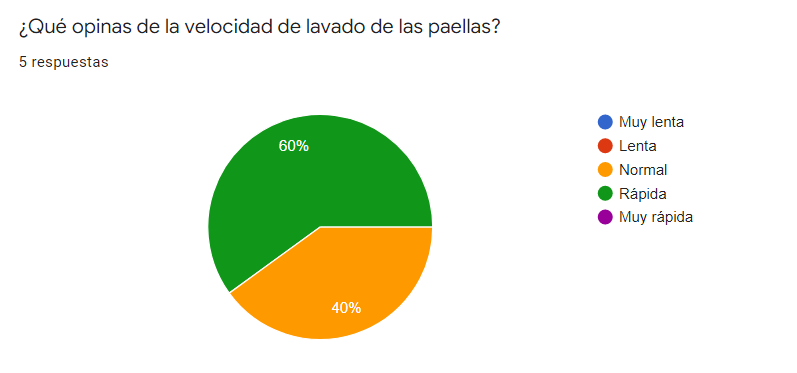 ¿Qué opinas de la velocidad de lavado de las paellas?
5 respuestas
60%
40%
Muy lenta
Lenta
Normal
Rápida
Muy rápida